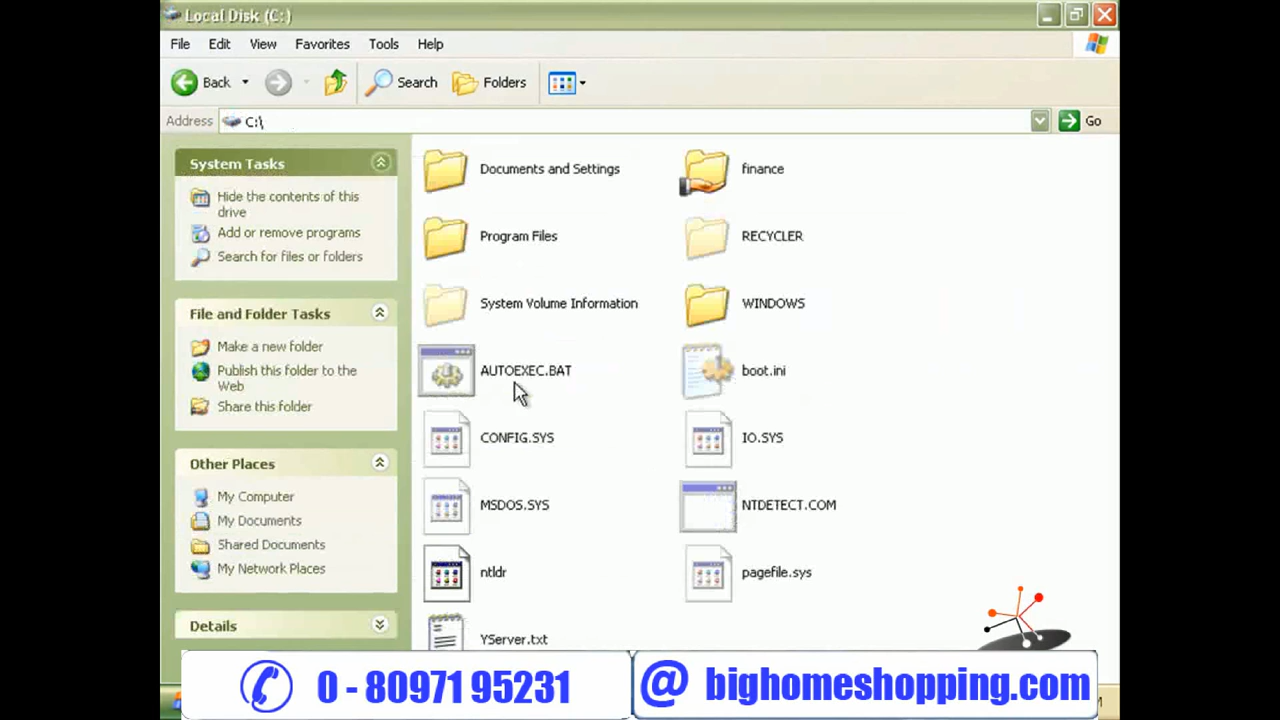 Local Disk (C:)
File Edit View Favorites Tools Help
Back Search Folders
Address C:\ Go
System Tasks
Hide the contents of this
drive
Add or remove programs
Search for files or folders
File and Folder Tasks
Make a new folder
Publish this folder to the
Web
Share this folder
Other Places
My Computer
My Documents
Shared Documents
My Network Places
Details
Documents and Settings finance
Program Files RECYCLER
System Volume Information WINDOWS
AUTOEXEC.BAT boot.ini
CONFIG.SYS IO.SYS
MSDOS.SYS NTDETECT.COM
ntldr pagefile.sys
YServer.txt
0 - 80971 95231 @ bighomeshopping.com